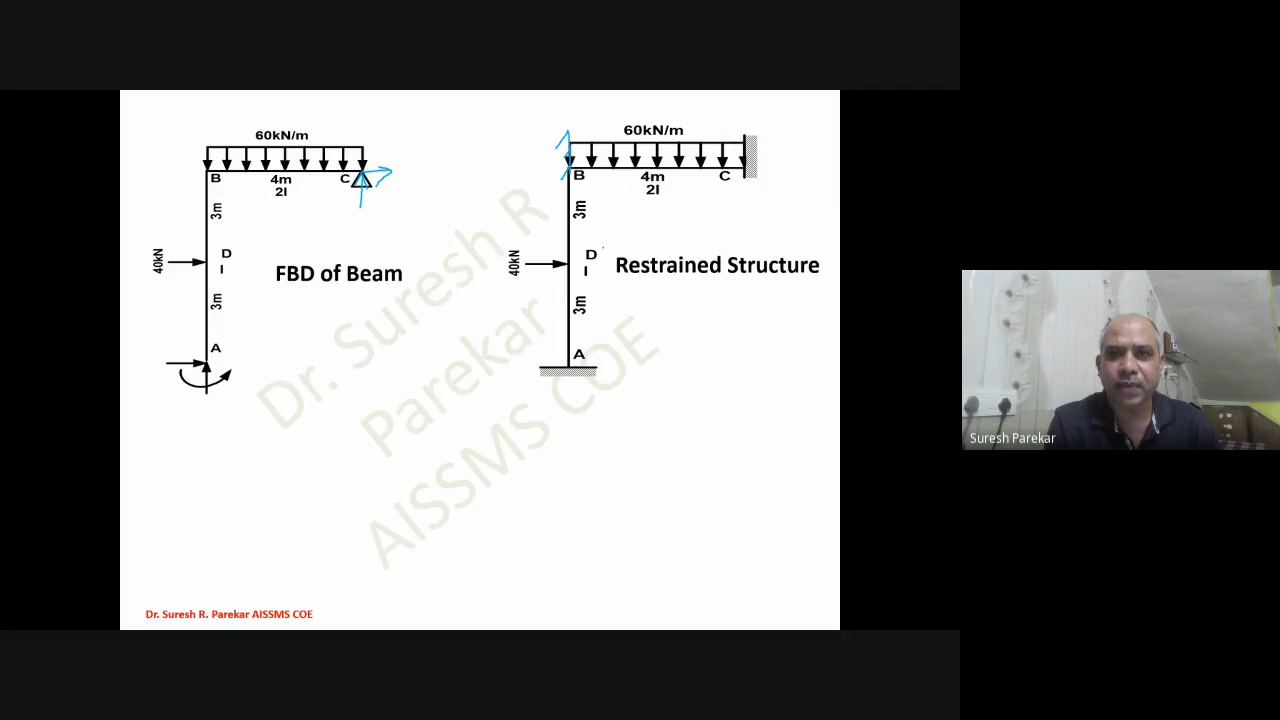 60kN/m
B
4m
C
2I
3m
40kN
D
I
3m
A
FBD of Beam
60kN/m
B
4m
C
2I
3m
40kN
D
I
3m
A
Restrained Structure
Dr. Suresh R
Parekar
AISSMS COE
Dr. Suresh R. Parekar AISSMS COE
Suresh Parekar